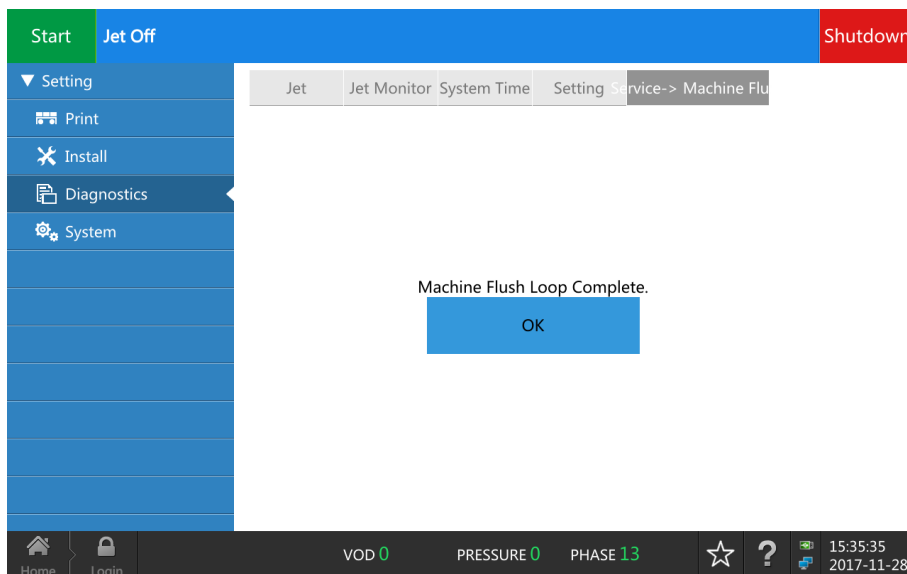 Start
Jet Off
Shutdown
Setting
Print
Install
Diagnostics
System
Jet
Jet Monitor
System Time
Setting
Service-> Machine Flu
Machine Flush Loop Complete.
OK
Home
Login
VOD 0
PRESSURE 0
PHASE 13
?
15:35:35
2017-11-28